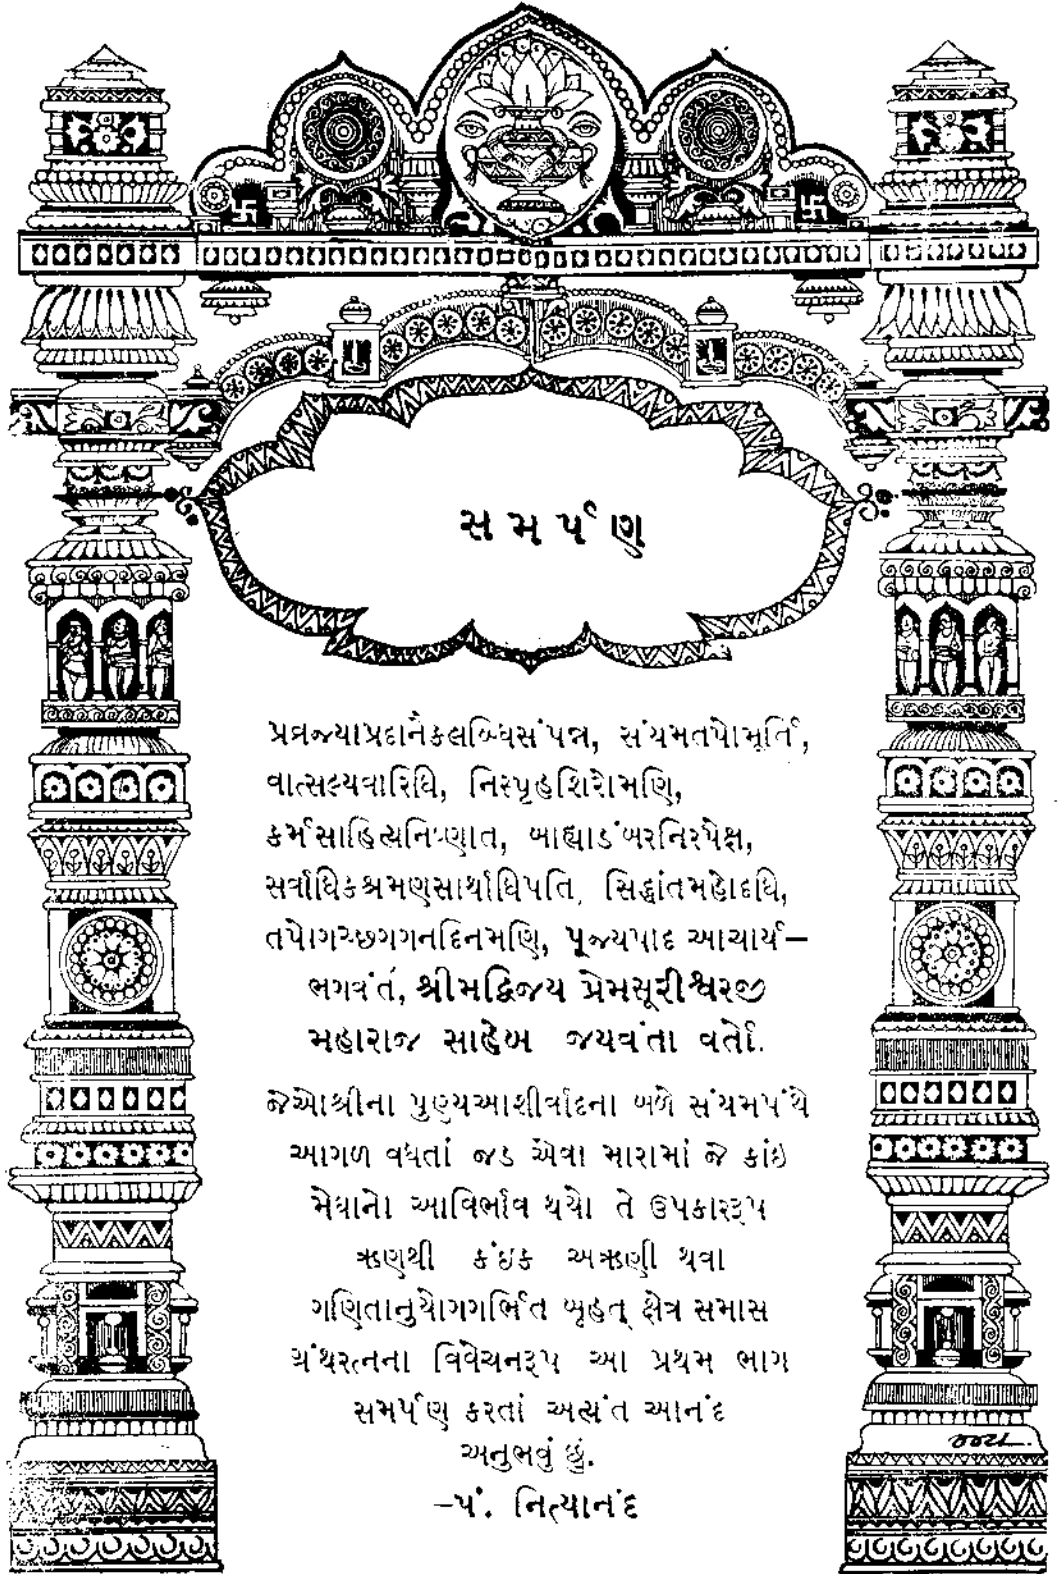 સમર્પણ
પ્રવ્રજ્યાપ્રદાનૈકલબ્ધિસંપન્ન, સંયમતપોમૂર્તિ,
વાત્સલ્યવારિધિ, નિસ્પૃહશિરોમણિ,
કર્મસાહિત્યનિષ્ણાત, બાહ્યાડંબરનિરપેક્ષ,
સર્વાધિકશ્રમણસાર્થાધિપતિ, સિદ્ધાંતમહોદધિ,
તપોગચ્છગગનદિનમણિ, પૂજ્યપાદ આચાર્ય–
ભગવંત, શ્રીમદ્વિજય પ્રેમસૂરીશ્વરજી
મહારાજ સાહેબ જયવંતા વર્તો.
જેઓશ્રીના પુણ્યઆશીર્વાદના બળે સંયમપંથે
આગળ વધતાં જડ એવા મારામાં જે કાંઇ
મેધાનો આવિર્ભાવ થયો તે ઉપકારરૂપ
ઋણથી કંઇક અઋણી થવા
ગણિતાનુયોગગર્ભિત બૃહત્ ક્ષેત્ર સમાસ
ગ્રંથરત્નના વિવેચનરૂપ આ પ્રથમ ભાગ
સમર્પણ કરતાં અત્યંત આનંદ
અનુભવું છું.
–પં. નિત્યાનંદ